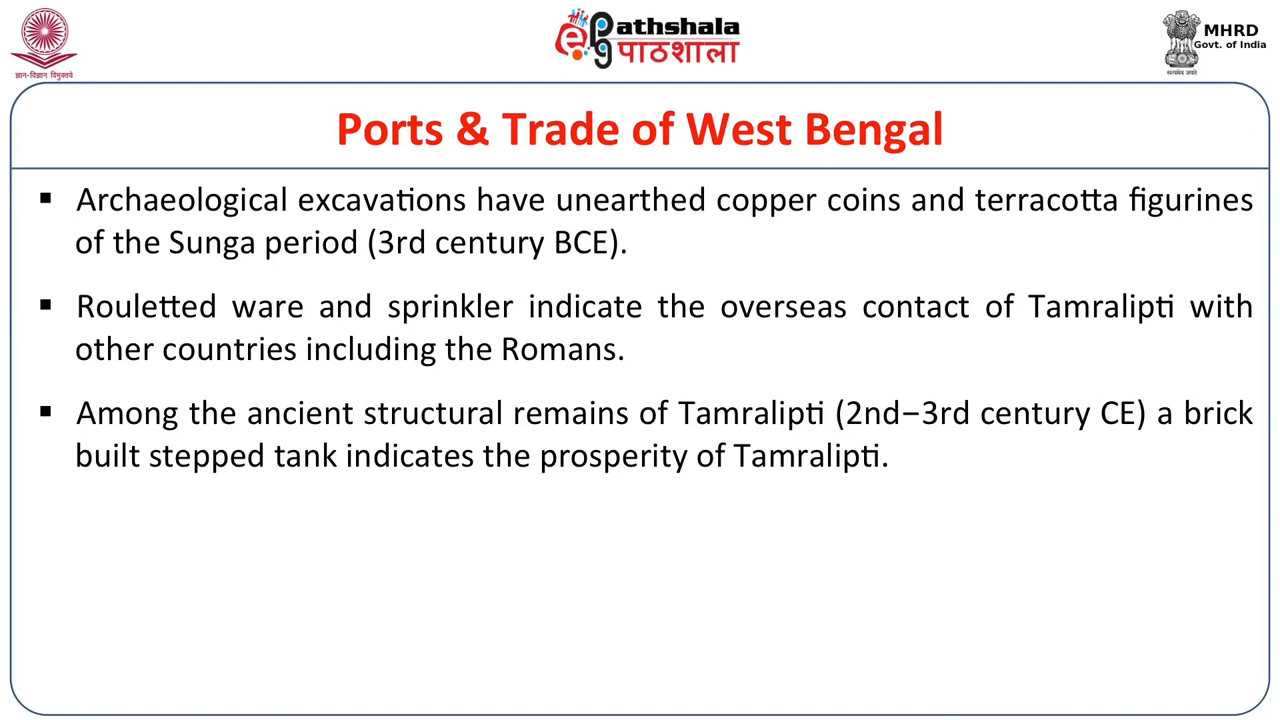 ज्ञान-विज्ञान विमुक्तये
ePathshala
पाठशाला
सत्यमेव जयते
MHRD
Govt. of India
Ports & Trade of West Bengal
▪ Archaeological excavations have unearthed copper coins and terracotta figurines
of the Sunga period (3rd century BCE).
▪ Rouletted ware and sprinkler indicate the overseas contact of Tamralipti with
other countries including the Romans.
▪ Among the ancient structural remains of Tamralipti (2nd–3rd century CE) a brick
built stepped tank indicates the prosperity of Tamralipti.